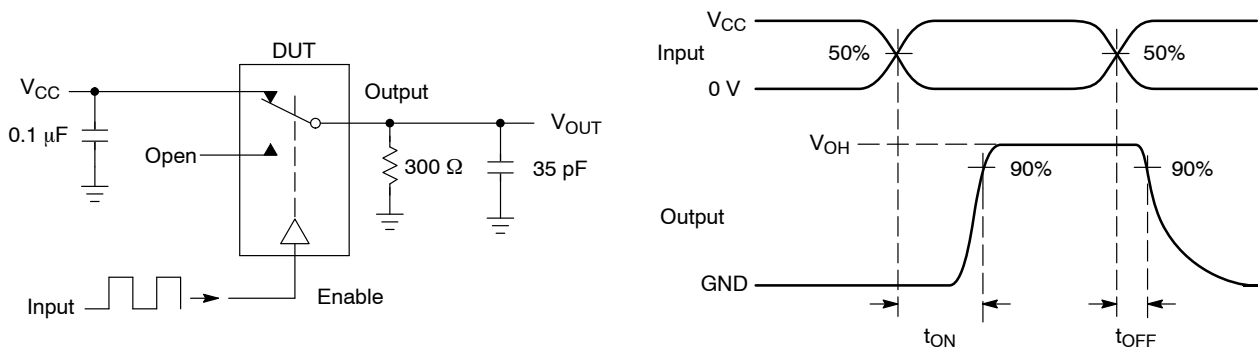 DUT
V_CC
Output
V_OUT
0.1 μF
Open
300 Ω
35 pF
Input
Enable
V_CC
Input
50%
50%
0 V
V_OH
90%
90%
Output
GND
t_ON
t_OFF